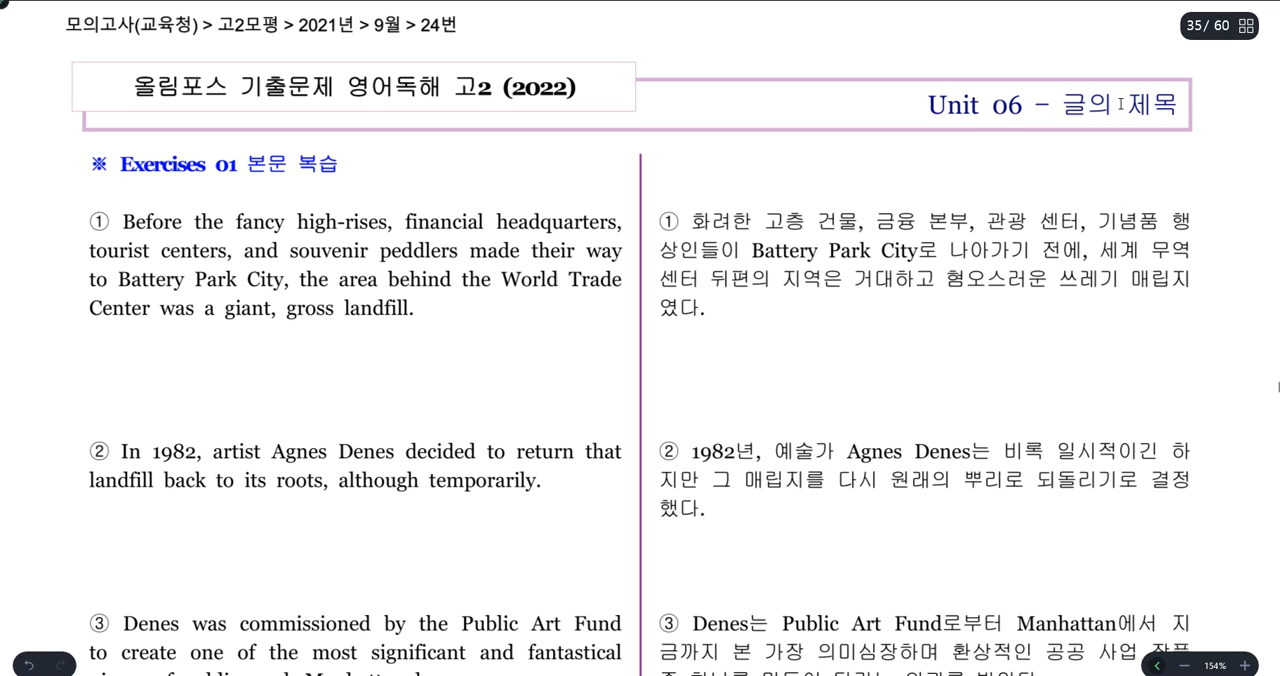 모의고사(교육청) > 고2모평 > 2021년 > 9월 > 24번
35 / 60
올림포스 기출문제 영어독해 고2 (2022)
Unit 06 - 글의 제목
※ Exercises 01 본문 복습
① Before the fancy high-rises, financial headquarters,
tourist centers, and souvenir peddlers made their way
to Battery Park City, the area behind the World Trade
Center was a giant, gross landfill.
① 화려한 고층 건물, 금융 본부, 관광 센터, 기념품 행
상인들이 Battery Park City로 나아가기 전에, 세계 무역
센터 뒤편의 지역은 거대하고 혐오스러운 쓰레기 매립지
였다.
② In 1982, artist Agnes Denes decided to return that
landfill back to its roots, although temporarily.
② 1982년, 예술가 Agnes Denes는 비록 일시적이긴 하
지만 그 매립지를 다시 원래의 뿌리로 되돌리기로 결정
했다.
③ Denes was commissioned by the Public Art Fund
to create one of the most significant and fantastical
③ Denes는 Public Art Fund로부터 Manhattan에서 지
금까지 본 가장 의미심장하며 환상적인 공공 사업 작품
154%